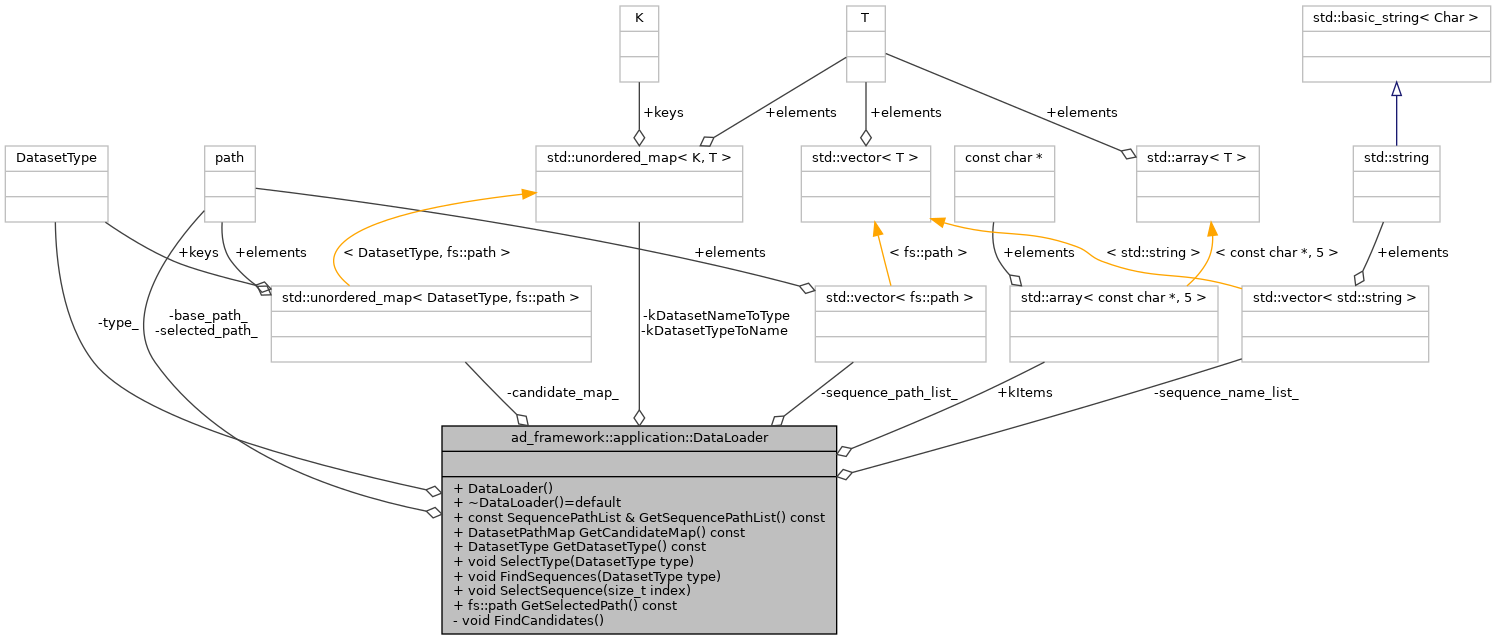 K
T
std::basic_string< Char >
+keys
+elements
+elements
+elements
DatasetType
path
std::unordered_map< K, T >
std::vector< T >
const char *
std::array< T >
std::string
+keys
+elements
< DatasetType, fs::path >
+elements
< fs::path >
+elements
< std::string >
< const char *, 5 >
+elements
std::unordered_map< DatasetType, fs::path >
std::vector< fs::path >
std::array< const char *, 5 >
std::vector< std::string >
-type_
-base_path_
-selected_path_
-kDatasetNameToType
-kDatasetTypeToName
-candidate_map_
-sequence_path_list_
+kItems
-sequence_name_list_
ad_framework::application::DataLoader
+ DataLoader()
+ ~DataLoader()=default
+ const SequencePathList & GetSequencePathList() const
+ DatasetPathMap GetCandidateMap() const
+ DatasetType GetDatasetType() const
+ void SelectType(DatasetType type)
+ void FindSequences(DatasetType type)
+ void SelectSequence(size_t index)
+ fs::path GetSelectedPath() const
- void FindCandidates()